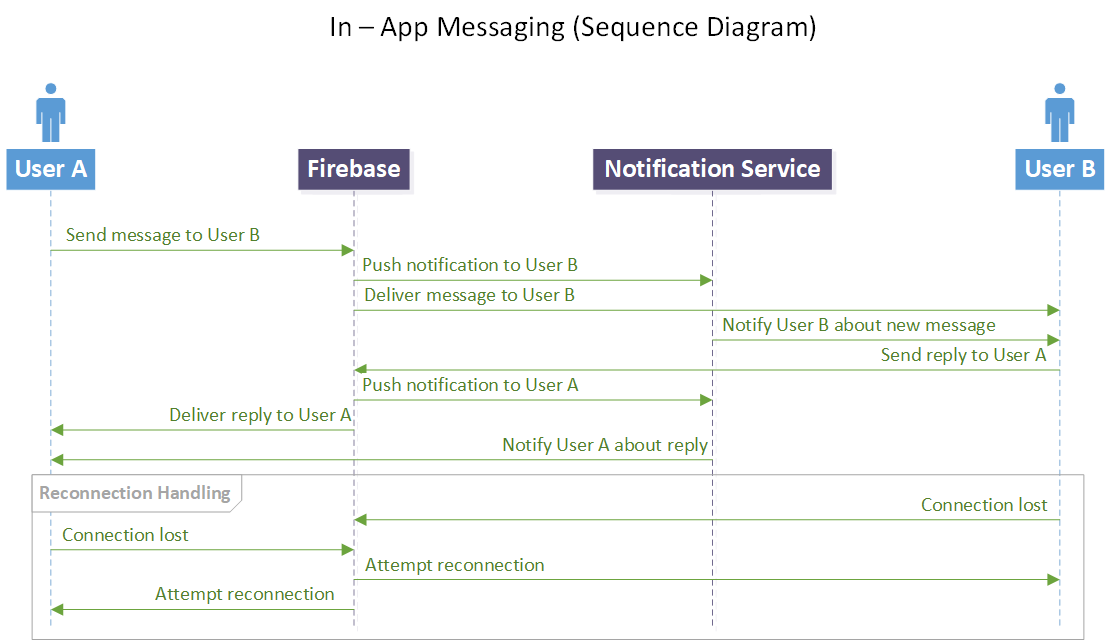 In – App Messaging (Sequence Diagram)
User A
Firebase
Notification Service
User B
Send message to User B
Push notification to User B
Deliver message to User B
Notify User B about new message
Send reply to User A
Push notification to User A
Deliver reply to User A
Notify User A about reply
Reconnection Handling
Connection lost
Connection lost
Attempt reconnection
Attempt reconnection